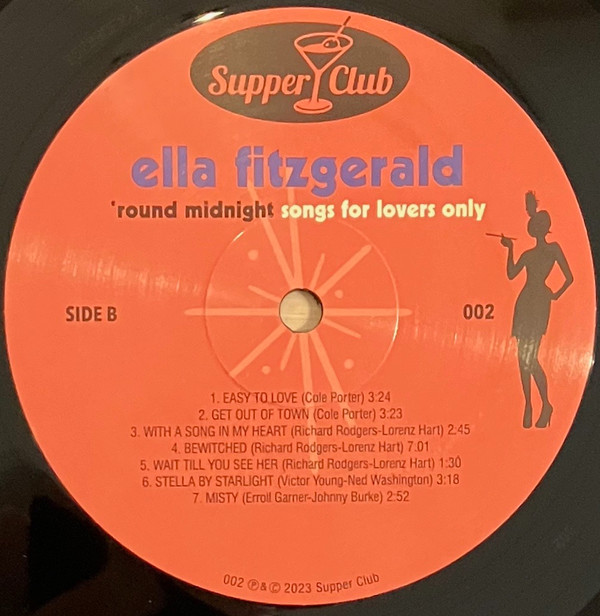 Supper Club
ella fitzgerald
'round midnight songs for lovers only
SIDE B
002
1. EASY TO LOVE (Cole Porter) 3:24
2. GET OUT OF TOWN (Cole Porter) 3:23
3. WITH A SONG IN MY HEART (Richard Rodgers-Lorenz Hart) 2:45
4. BEWITCHED (Richard Rodgers-Lorenz Hart) 7:01
5. WAIT TILL YOU SEE HER (Richard Rodgers-Lorenz Hart) 1:30
6. STELLA BY STARLIGHT (Victor Young-Ned Washington) 3:18
7. MISTY (Erroll Garner-Johnny Burke) 2:52
002 ℗&© 2023 Supper Club